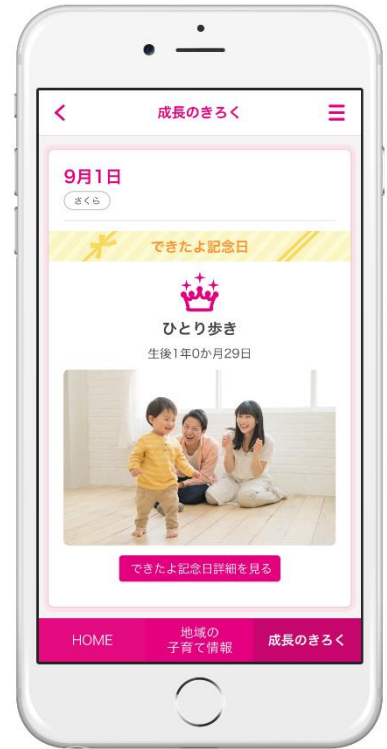 成長のきろく
9月1日
さくら
できたよ記念日
ひとり歩き
生後1年0か月29日
できたよ記念日詳細を見る
HOME
地域の
子育て情報
成長のきろく